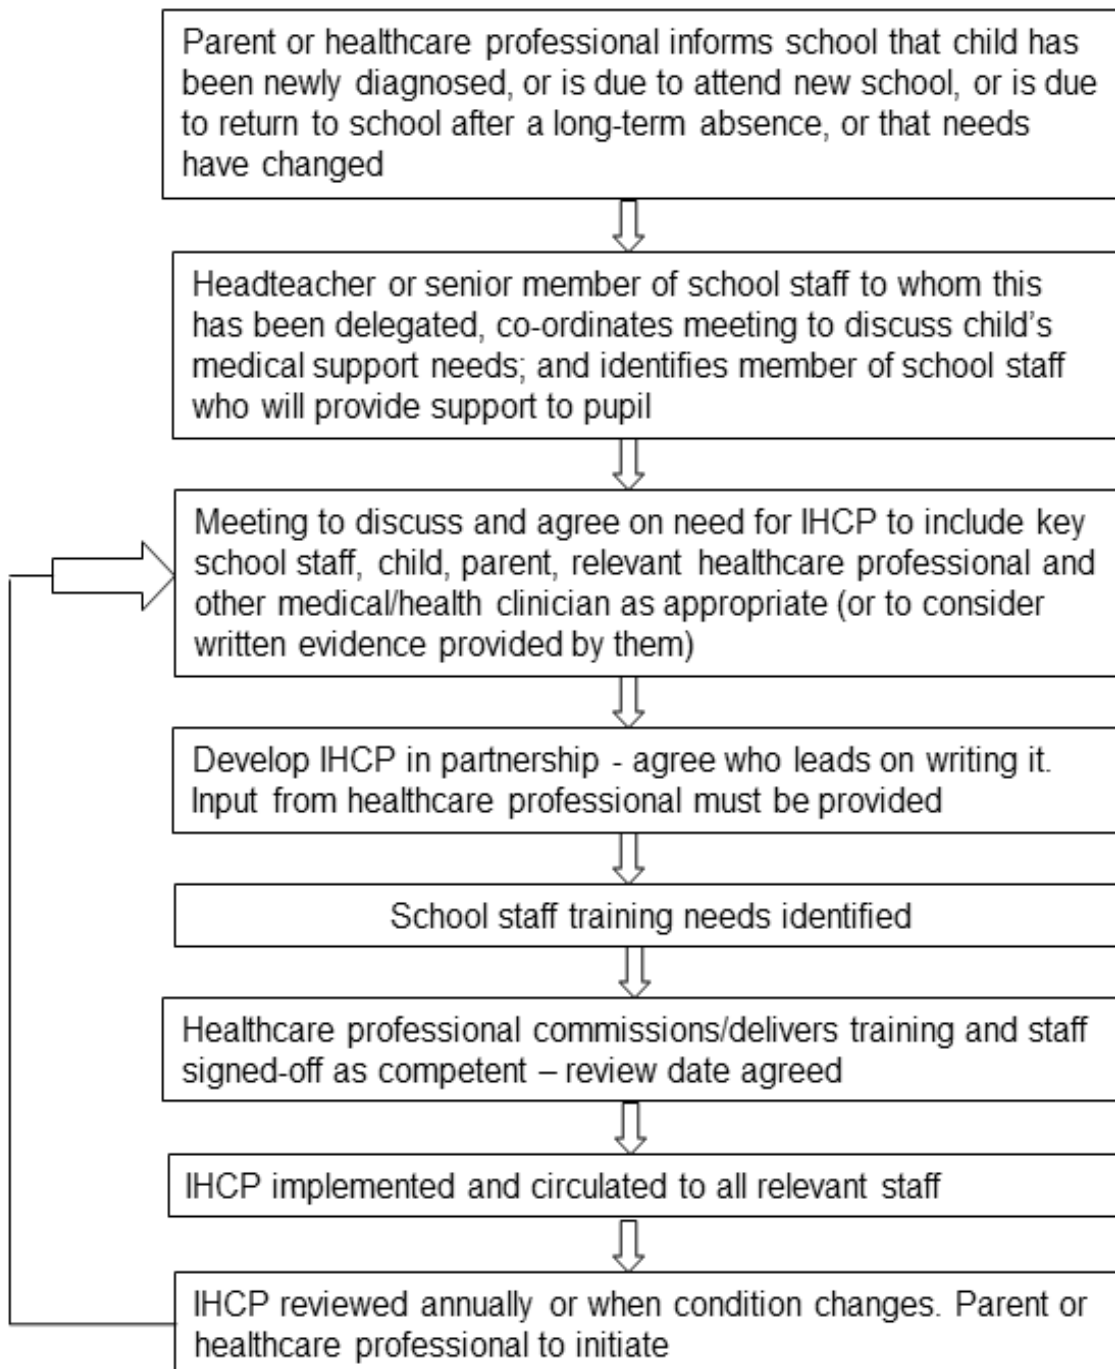 Parent or healthcare professional informs school that child has
been newly diagnosed, or is due to attend new school, or is due
to return to school after a long-term absence, or that needs
have changed
Headteacher or senior member of school staff to whom this
has been delegated, co-ordinates meeting to discuss child’s
medical support needs; and identifies member of school staff
who will provide support to pupil
Meeting to discuss and agree on need for IHCP to include key
school staff, child, parent, relevant healthcare professional and
other medical/health clinician as appropriate (or to consider
written evidence provided by them)
Develop IHCP in partnership - agree who leads on writing it.
Input from healthcare professional must be provided
School staff training needs identified
Healthcare professional commissions/delivers training and staff
signed-off as competent – review date agreed
IHCP implemented and circulated to all relevant staff
IHCP reviewed annually or when condition changes. Parent or
healthcare professional to initiate